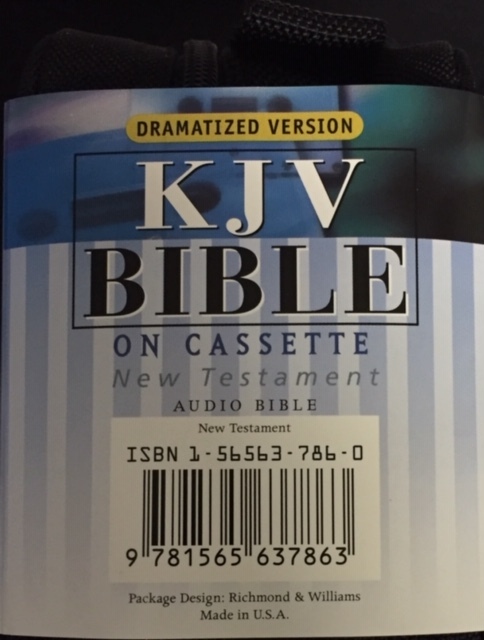 DRAMATIZED VERSION
KJV
BIBLE
ON CASSETTE
New Testament
AUDIO BIBLE
New Testament
ISBN 1-56563-786-0
9 781565 637863
Package Design: Richmond & Williams
Made in U.S.A.